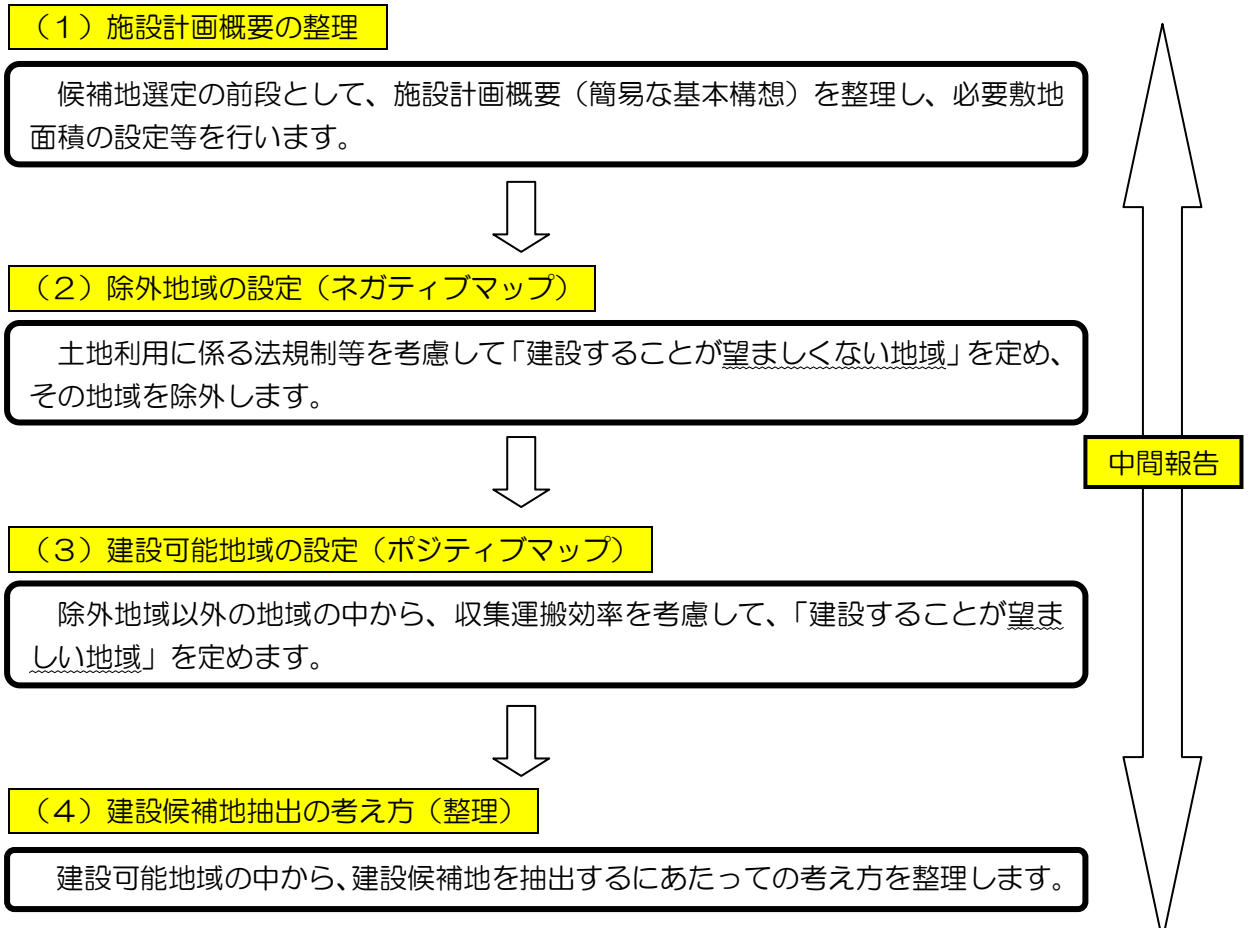 （１）施設計画概要の整理
候補地選定の前段として、施設計画概要（簡易な基本構想）を整理し、必要敷地
面積の設定等を行います。
（２）除外地域の設定（ネガティブマップ）
土地利用に係る法規制等を考慮して「建設することが望ましくない地域」を定め、
その地域を除外します。
中間報告
（３）建設可能地域の設定（ポジティブマップ）
除外地域以外の地域の中から、収集運搬効率を考慮して、「建設することが望ま
しい地域」を定めます。
（４）建設候補地抽出の考え方（整理）
建設可能地域の中から、建設候補地を抽出するにあたっての考え方を整理します。